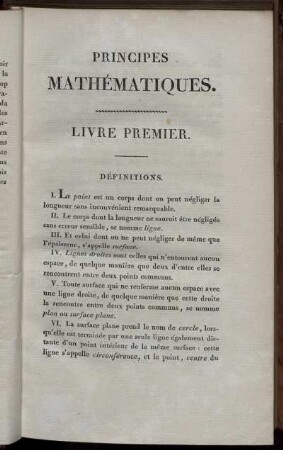 PRINCIPES
MATHÉMATIQUES.
LIVRE PREMIER.
DÉFINITIONS.
I. Le point est un corps dont on peut négliger la
longueur sans inconvénient remarquable.
II. Le corps dont la longueur ne sauroit être négligée
sans erreur sensible, se nomme ligne.
III. Et celui dont on ne peut négliger de même que
l'épaisseur, s'appelle surface.
IV. Lignes droites sont celles qui n'entourent aucun
espace, de quelque manière que deux d'entre elles se
rencontrent entre deux points communs.
V. Toute surface qui ne renferme aucun espace avec
une ligne droite, de quelque manière que cette droite
la rencontre entre deux points communs, se nomme
plan ou surface plane.
VI. La surface plane prend le nom de cercle, lors-
qu'elle est terminée par une seule ligne également dis-
tante d'un point intérieur de la même surface : cette
ligne s'appelle circonférence, et le point, centre du